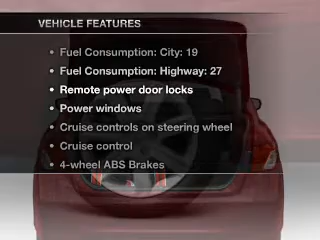 VEHICLE FEATURES
• Fuel Consumption: City: 19
• Fuel Consumption: Highway: 27
• Remote power door locks
• Power windows
• Cruise controls on steering wheel
• Cruise control
• 4-wheel ABS Brakes